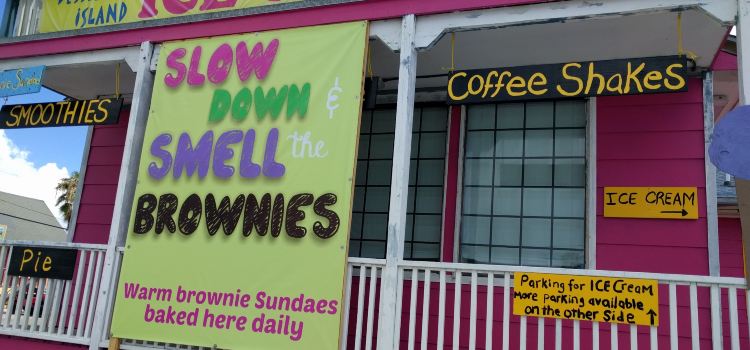 ISLAND
SMOOTHIES
Pie
SLOW
DOWN &
SMELL the
BROWNIES
Warm brownie Sundaes
baked here daily
Coffee Shakes
ICE CREAM
Parking for ICE Cream
More parking available
on the other Side